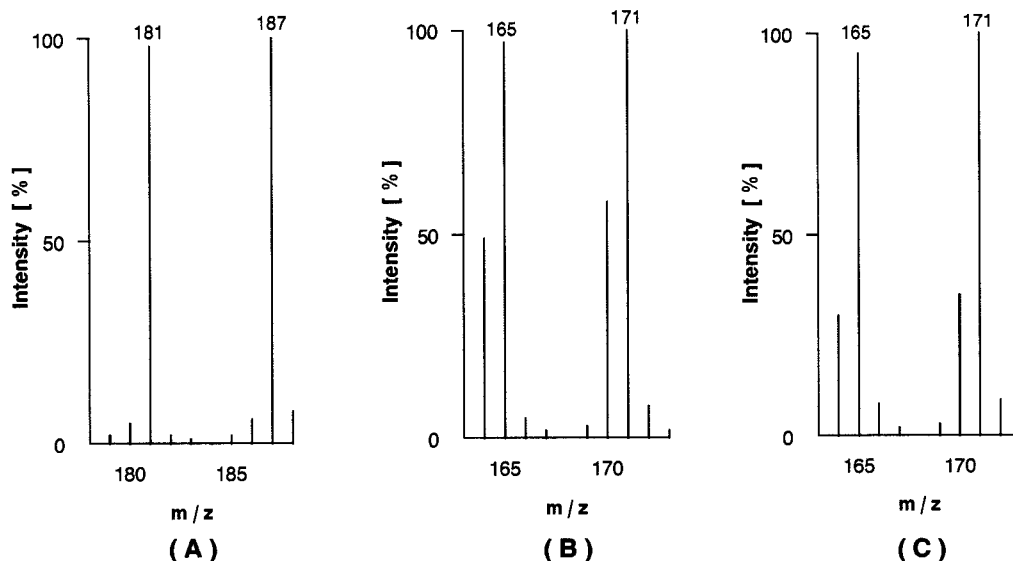 181
187
100
50
0
Intensity [ % ]
180
185
m / z
( A )
165
171
100
50
0
Intensity [ % ]
165
170
m / z
( B )
165
171
100
50
0
Intensity [ % ]
165
170
m / z
( C )